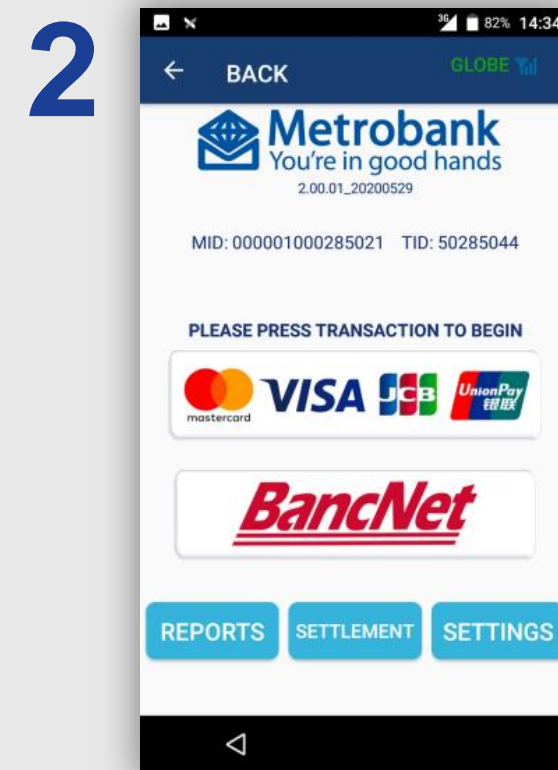 2
3G 82% 14:34
BACK GLOBE
Metrobank
You're in good hands
2.00.01_20200529
MID: 000001000285021 TID: 50285044
PLEASE PRESS TRANSACTION TO BEGIN
mastercard VISA JCB UnionPay
银联
BancNet
REPORTS SETTLEMENT SETTINGS